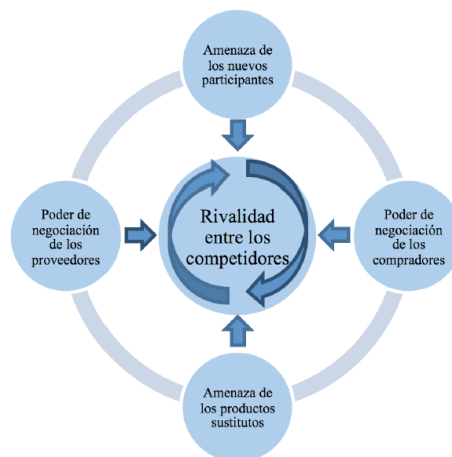 Amenaza de
los nuevos
participantes
Poder de
negociación
de los
proveedores
Rivalidad
entre los
competidores
Poder de
negociación
de los
compradores
Amenaza de
los productos
sustitutos